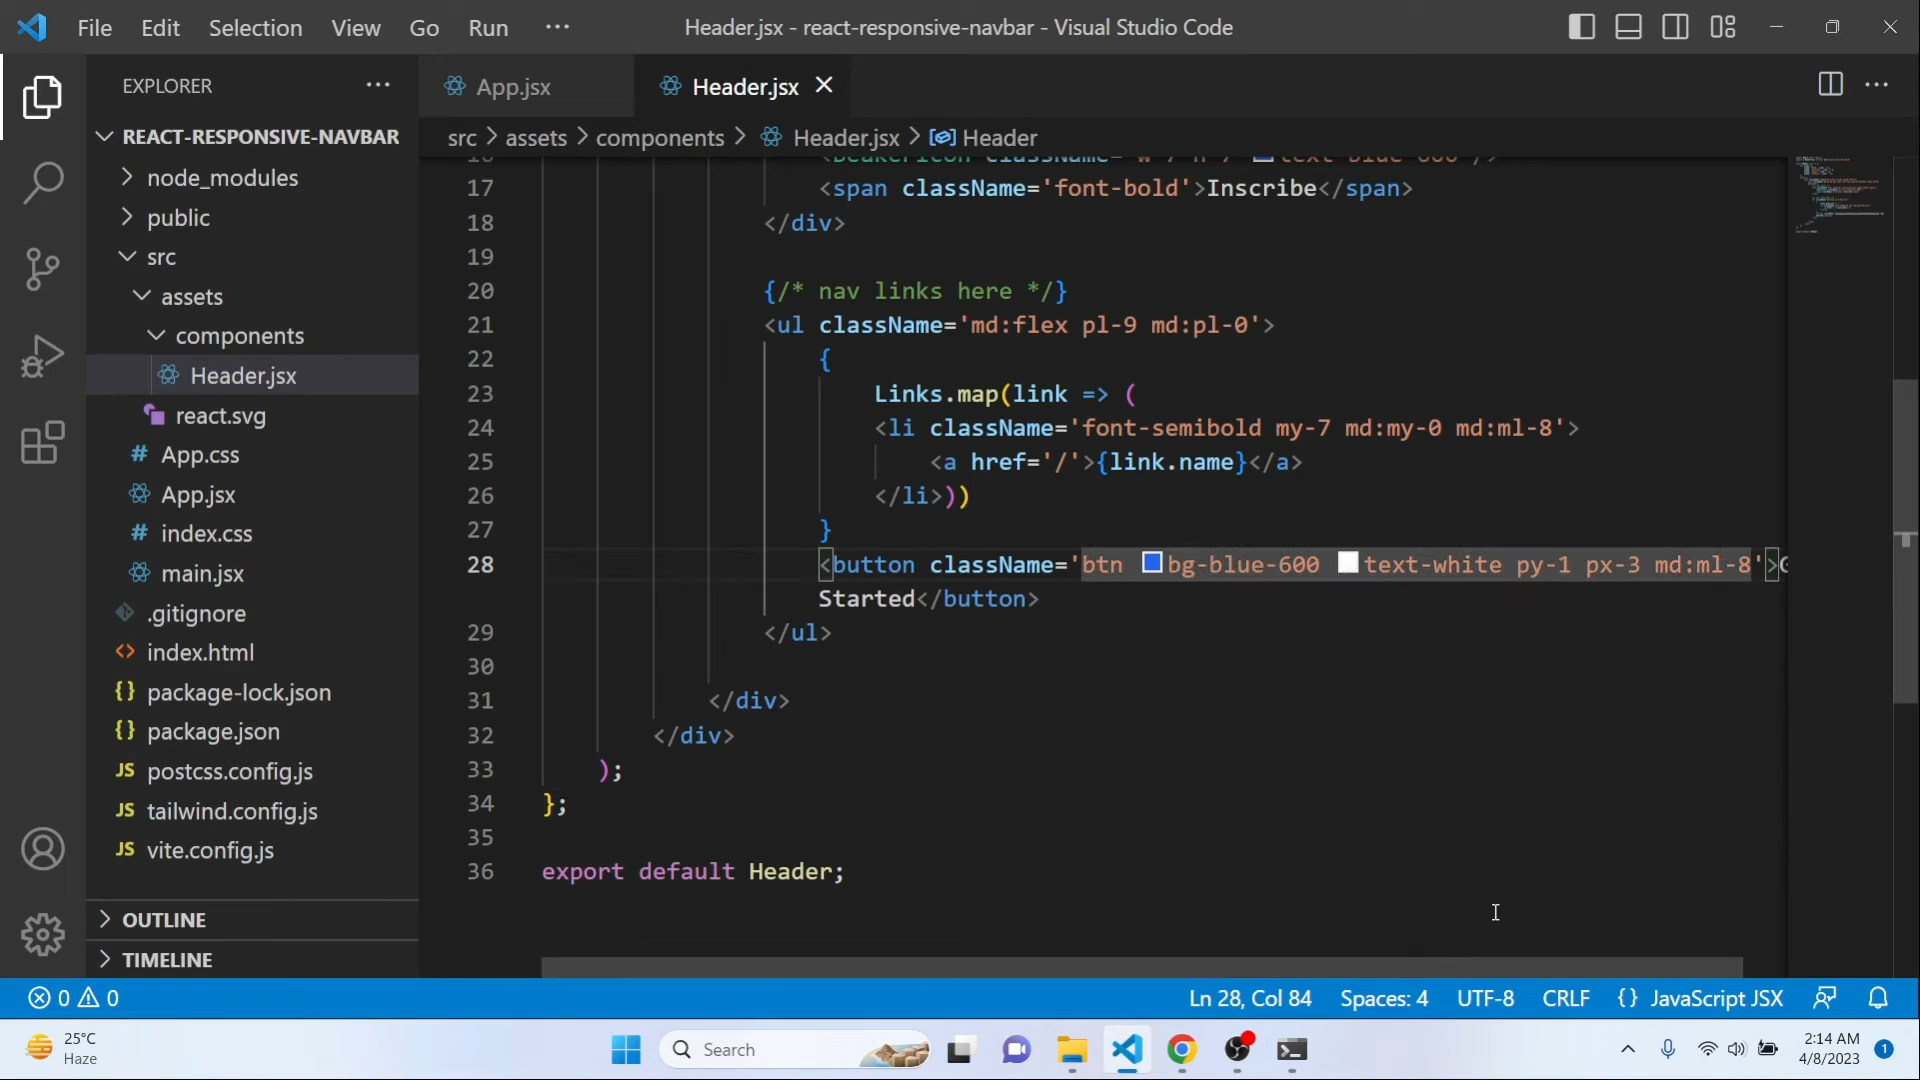 File Edit Selection View Go Run ··· Header.jsx - react-responsive-navbar - Visual Studio Code
EXPLORER ···
App.jsx
Header.jsx
REACT-RESPONSIVE-NAVBAR
src > assets > components > Header.jsx > Header
node_modules
public
src
assets
components
Header.jsx
react.svg
App.css
App.jsx
index.css
main.jsx
.gitignore
index.html
package-lock.json
package.json
postcss.config.js
tailwind.config.js
vite.config.js
OUTLINE
TIMELINE
17 <span className='font-bold'>Inscribe</span>
18 </div>
19
20 {/* nav links here */}
21 <ul className='md:flex pl-9 md:pl-0'>
22 {
23 Links.map(link => (
24 <li className='font-semibold my-7 md:my-0 md:ml-8'>
25 <a href='/'>{link.name}</a>
26 </li>))
27 }
28 <button className='btn bg-blue-600 text-white py-1 px-3 md:ml-8'>
Started</button>
29 </ul>
30
31 </div>
32 </div>
33 );
34 };
35
36 export default Header;
0 0 Ln 28, Col 84 Spaces: 4 UTF-8 CRLF {} JavaScript JSX
25°C
Haze
Search
2:14 AM
4/8/2023
1